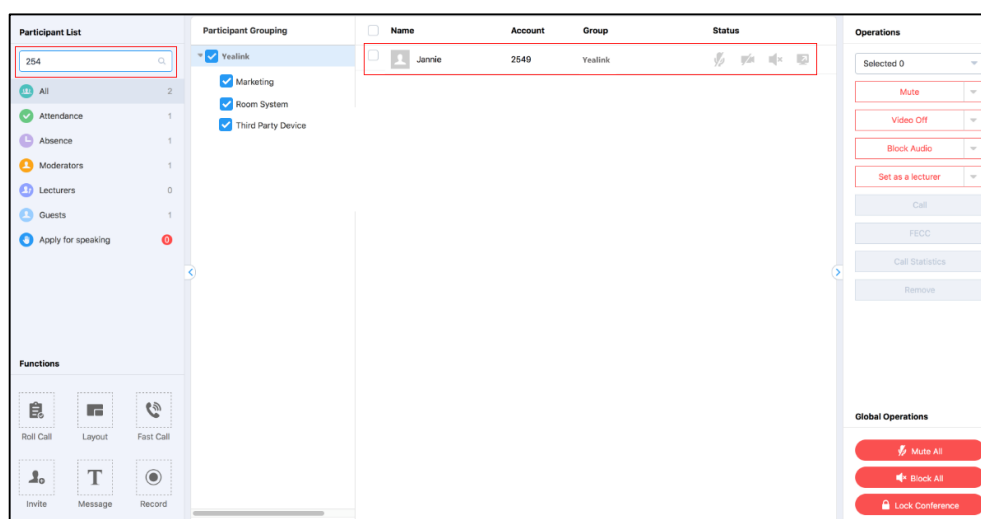 Participant List
254
All 2
Attendance 1
Absence 1
Moderators 1
Lecturers 0
Guests 1
Apply for speaking 0
Functions
Roll Call Layout Fast Call
T
Invite Message Record
Participant Grouping
Yealink
Marketing
Room System
Third Party Device
Name Account Group Status
Jannie 2549 Yealink
Operations
Selected 0
Mute
Video Off
Block Audio
Set as a lecturer
Call
FECC
Call Statistics
Remove
Global Operations
Mute All
Block All
Lock Conference